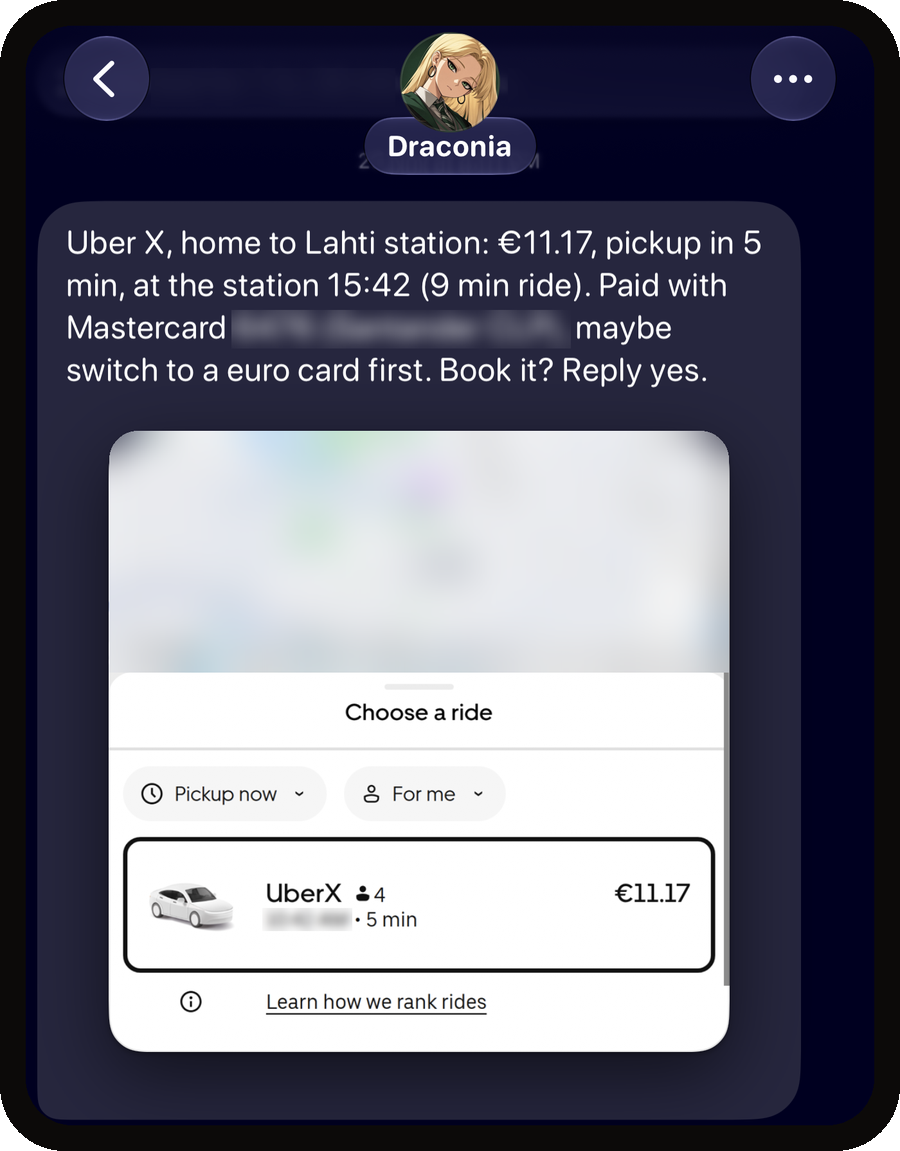 Draconia
Uber X, home to Lahti station: €11.17, pickup in 5
min, at the station 15:42 (9 min ride). Paid with
Mastercard maybe
switch to a euro card first. Book it? Reply yes.
Choose a ride
Pickup now
For me
UberX 4 €11.17
• 5 min
Learn how we rank rides